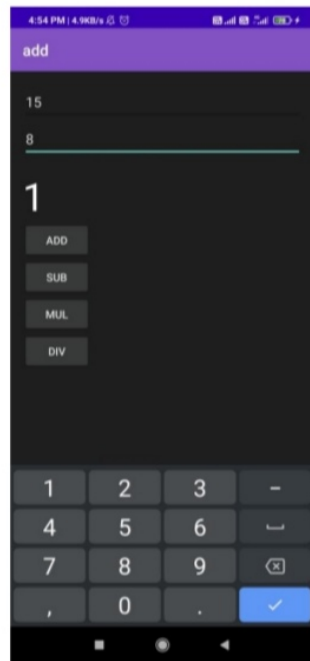 4:54 PM | 4.9KB/s
add
15
8
1
ADD
SUB
MUL
DIV
1 2 3 -
4 5 6
7 8 9
, 0 .